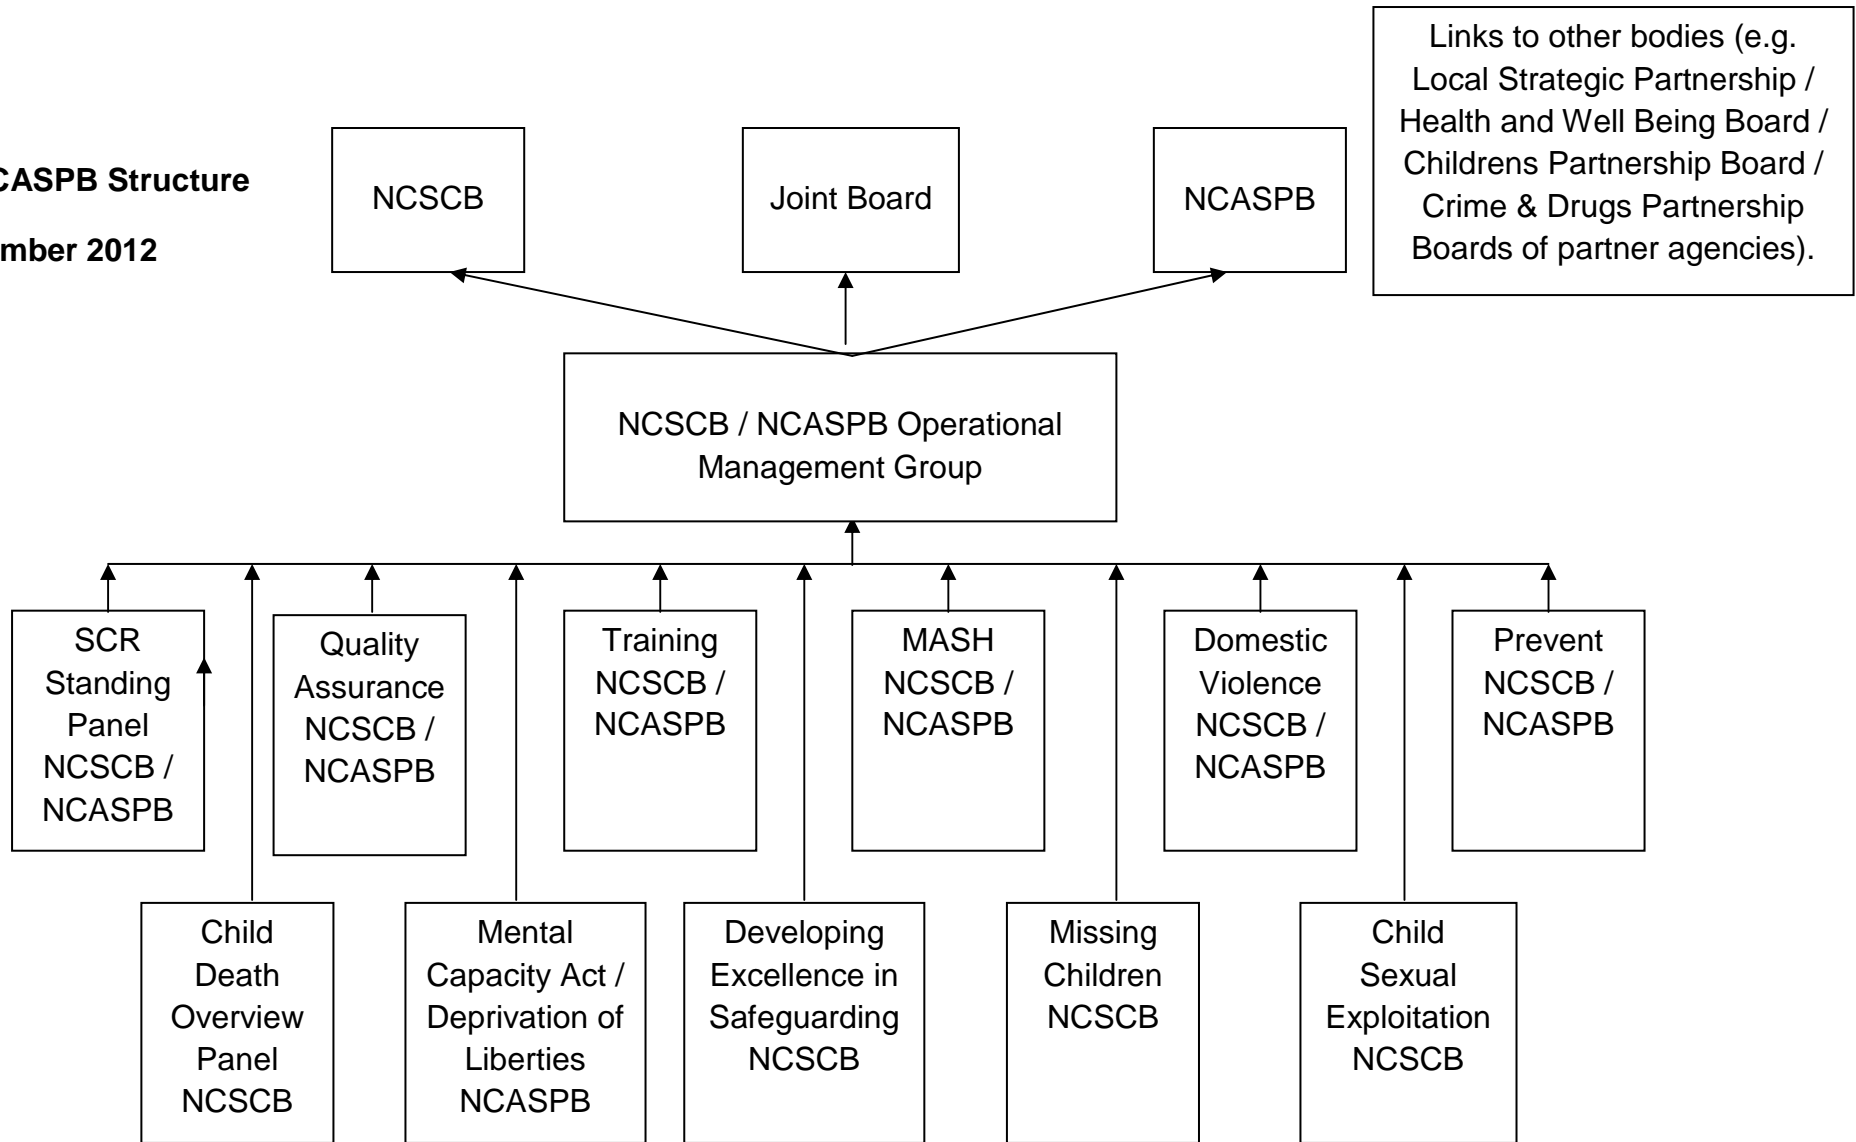 Links to other bodies (e.g.
Local Strategic Partnership /
Health and Well Being Board /
Childrens Partnership Board /
Crime & Drugs Partnership
Boards of partner agencies).
CASPB Structure
mber 2012
NCSCB
Joint Board
NCASPB
NCSCB / NCASPB Operational
Management Group
SCR
Standing
Panel
NCSCB /
NCASPB
Quality
Assurance
NCSCB /
NCASPB
Training
NCSCB /
NCASPB
MASH
NCSCB /
NCASPB
Domestic
Violence
NCSCB /
NCASPB
Prevent
NCSCB /
NCASPB
Child
Death
Overview
Panel
NCSCB
Mental
Capacity Act /
Deprivation of
Liberties
NCASPB
Developing
Excellence in
Safeguarding
NCSCB
Missing
Children
NCSCB
Child
Sexual
Exploitation
NCSCB